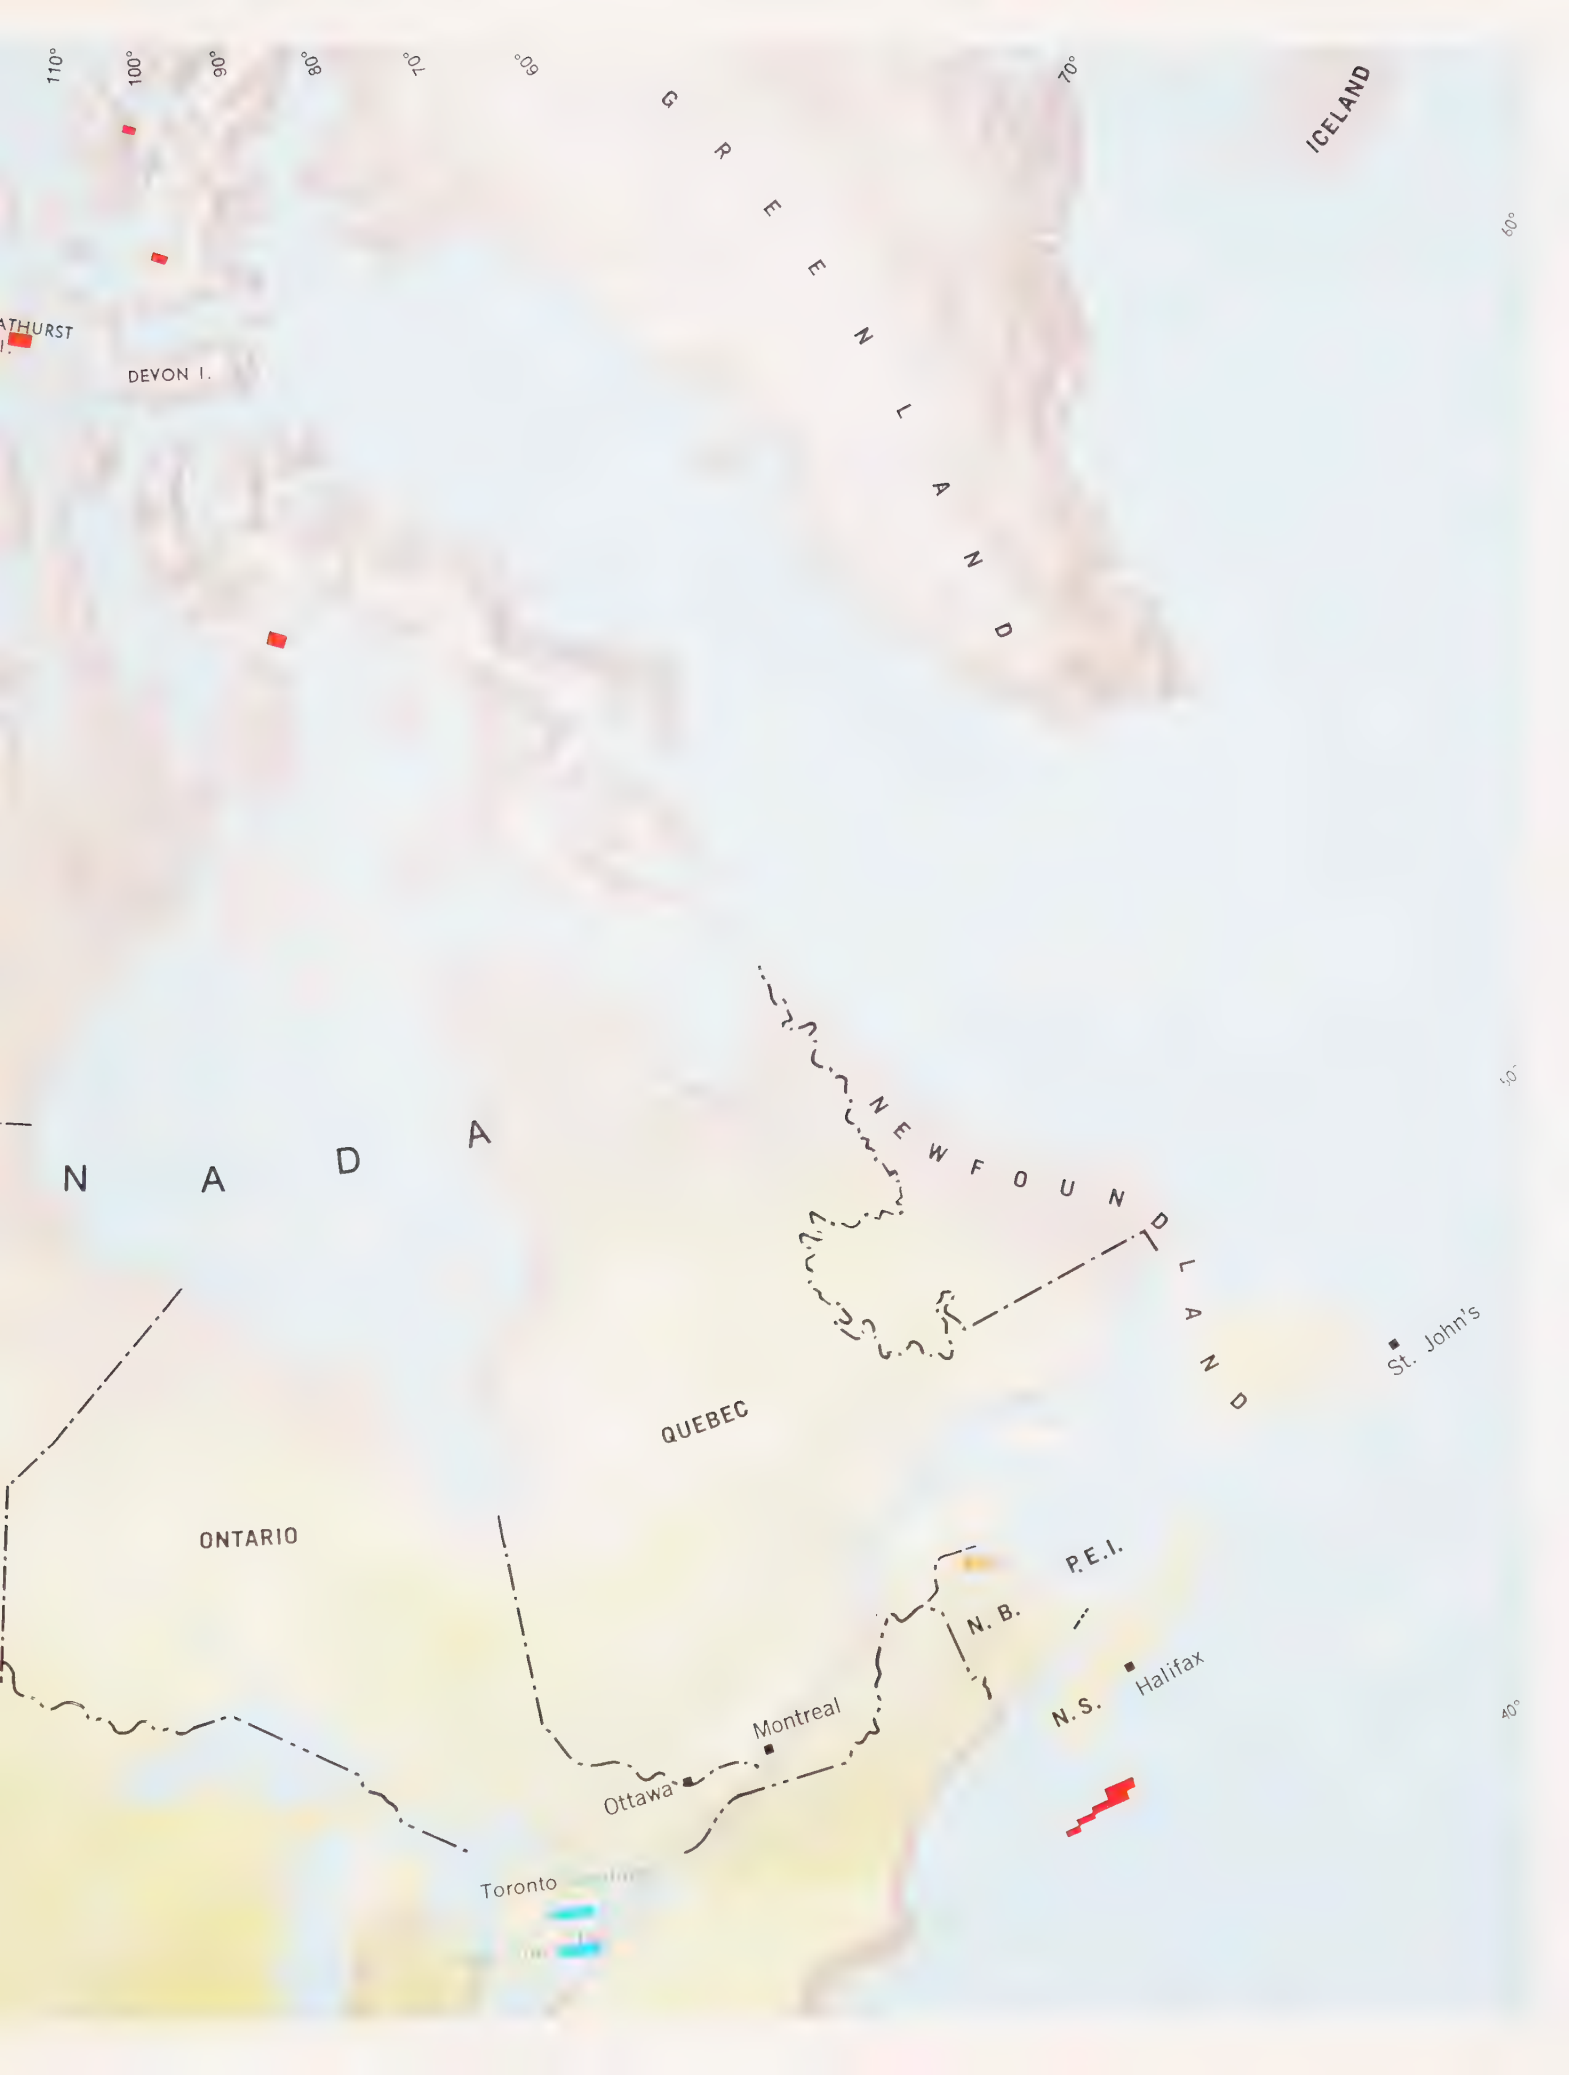 110° 100° 90° 80° 70° 60° 70°
ICELAND
GREENLAND
60°
ATHURST
I.
DEVON I.
50°
NADA
NEWFOUNDLAND
St. John's
QUEBEC
ONTARIO
P.E.I.
N. B.
Halifax
N. S.
40°
Montreal
Ottawa
Toronto